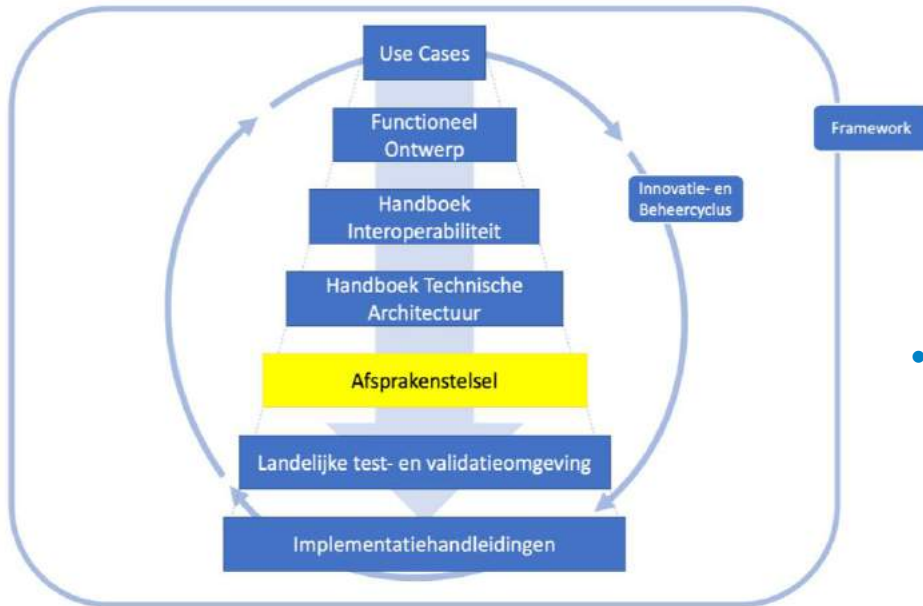 Use Cases
Functioneel
Ontwerp
Framework
Innovatie- en
Beheercyclus
Handboek
Interoperabiliteit
Handboek Technische
Architectuur
Afsprakenstelsel
Landelijke test- en validatieomgeving
Implementatiehandleidingen